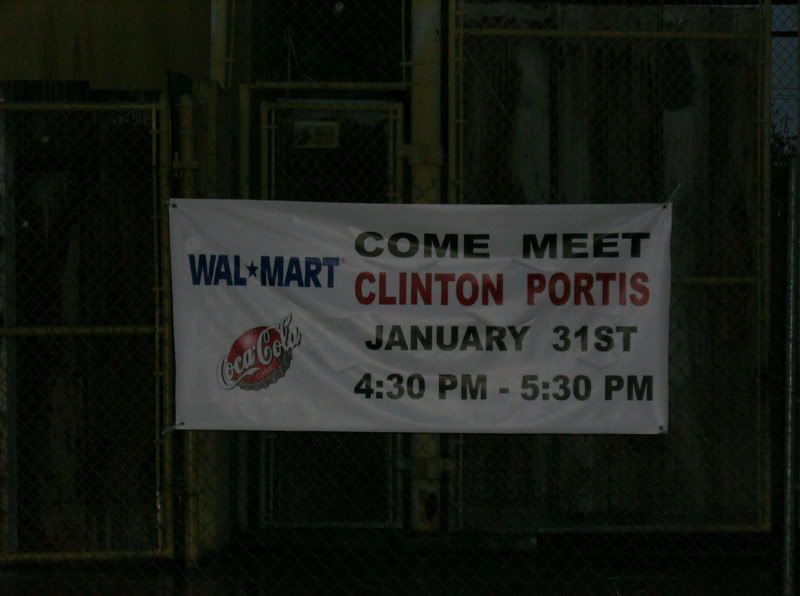 WAL★MART
Coca-Cola
COME MEET
CLINTON PORTIS
JANUARY 31ST
4:30 PM - 5:30 PM